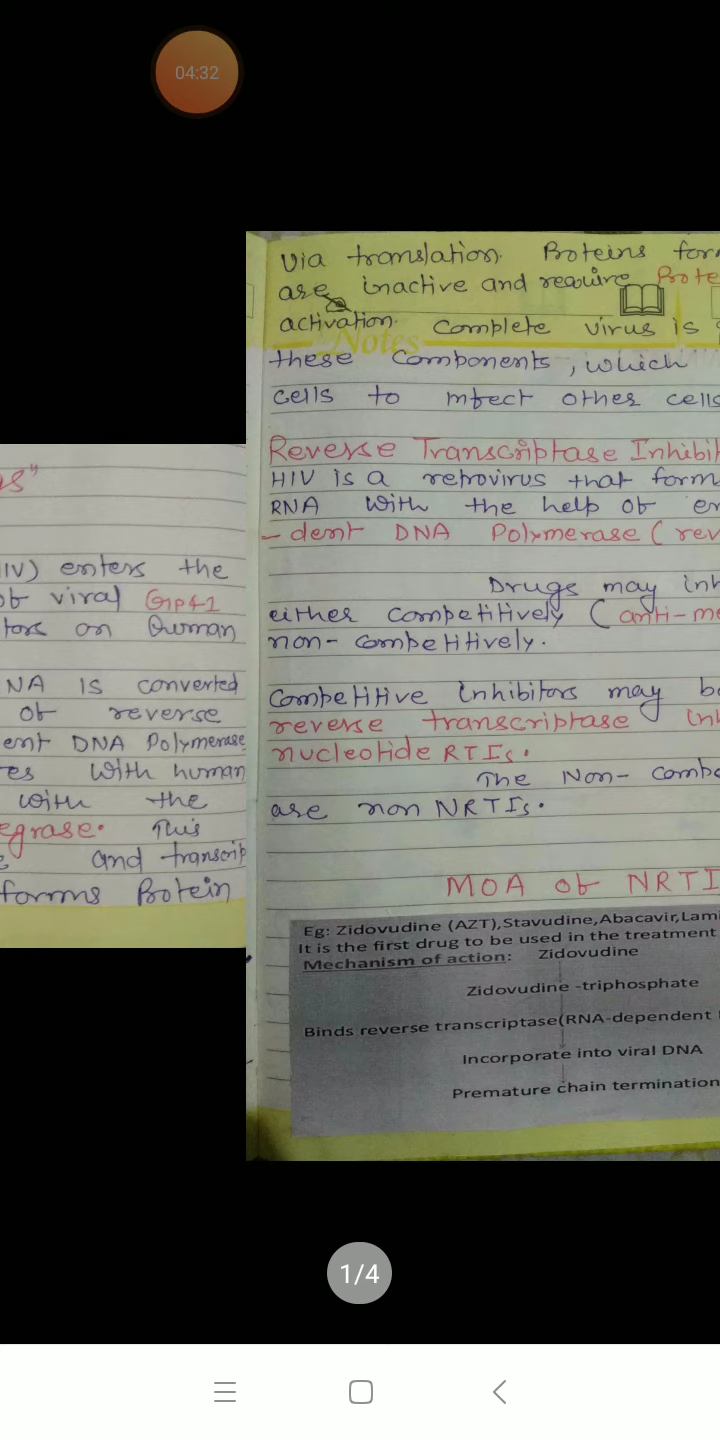 04:32
s"
IV) enters the
of viral Gp41
tors on human
NA is converted
of reverse
ent DNA Polymerase
es with human
with the
egrase. This
and transcrip
forms Protein
via translation. Proteins for
are inactive and require Prote
activation. Complete virus is
Notes
these components, which
cells to infect other cells
Reverse Transcriptase Inhibit
HIV is a retrovirus that form
RNA with the help of en
- dent DNA Polymerase ( rev
Drugs may inh
either competitively ( anti-me
non-competitively.
Competitive inhibitors may be
reverse transcriptase inh
nucleotide RTIs.
The Non-compe
are non NRTIs.
MOA of NRTI
Eg: Zidovudine (AZT),Stavudine,Abacavir,Lami
It is the first drug to be used in the treatment
Mechanism of action: Zidovudine
Zidovudine -triphosphate
Binds reverse transcriptase(RNA-dependent
Incorporate into viral DNA
Premature chain termination
1/4